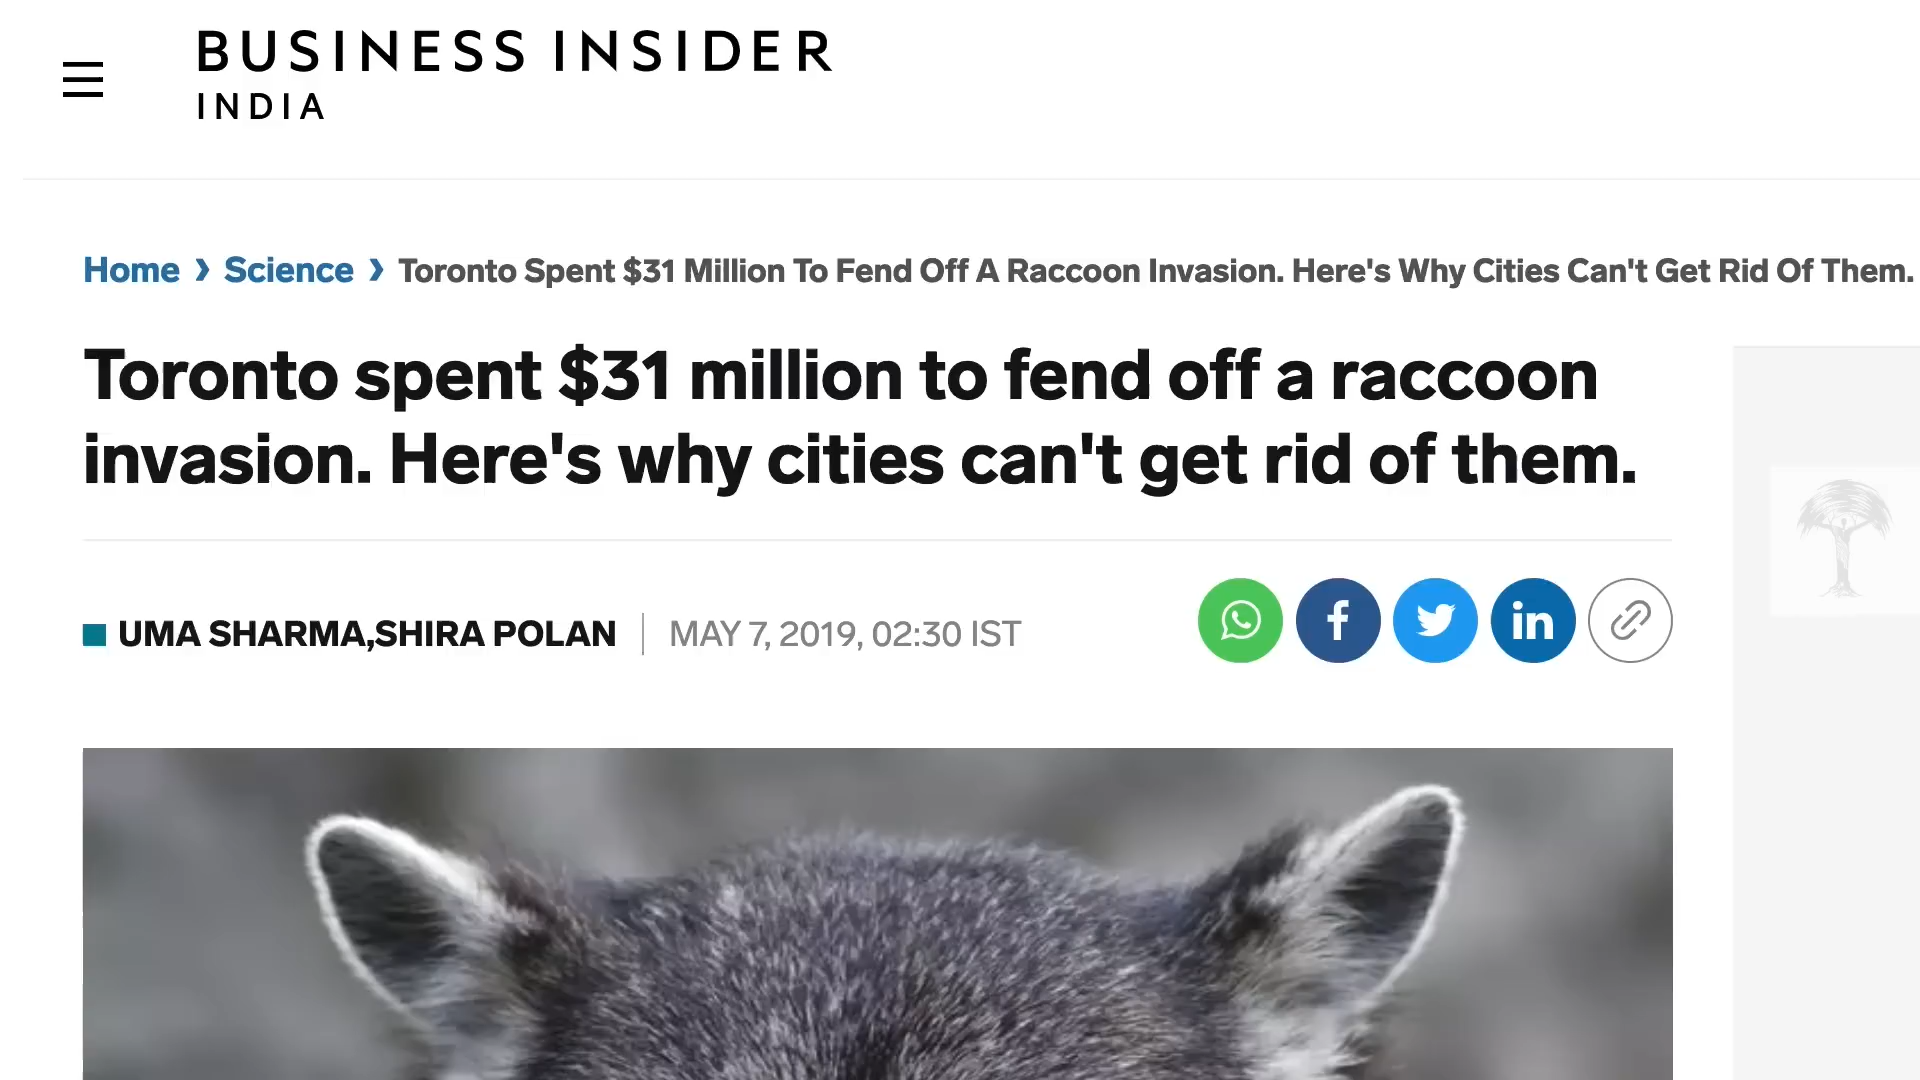 BUSINESS INSIDER
INDIA
Home › Science › Toronto Spent $31 Million To Fend Off A Raccoon Invasion. Here's Why Cities Can't Get Rid Of Them.
Toronto spent $31 million to fend off a raccoon
invasion. Here's why cities can't get rid of them.
UMA SHARMA,SHIRA POLAN | MAY 7, 2019, 02:30 IST